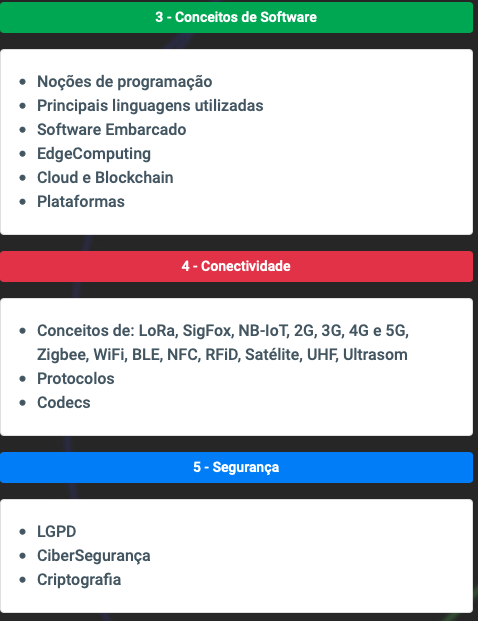 3 - Conceitos de Software
Noções de programação
Principais linguagens utilizadas
Software Embarcado
EdgeComputing
Cloud e Blockchain
Plataformas
4 - Conectividade
Conceitos de: LoRa, SigFox, NB-IoT, 2G, 3G, 4G e 5G,
Zigbee, WiFi, BLE, NFC, RFiD, Satélite, UHF, Ultrasom
Protocolos
Codecs
5 - Segurança
LGPD
CiberSegurança
Criptografia